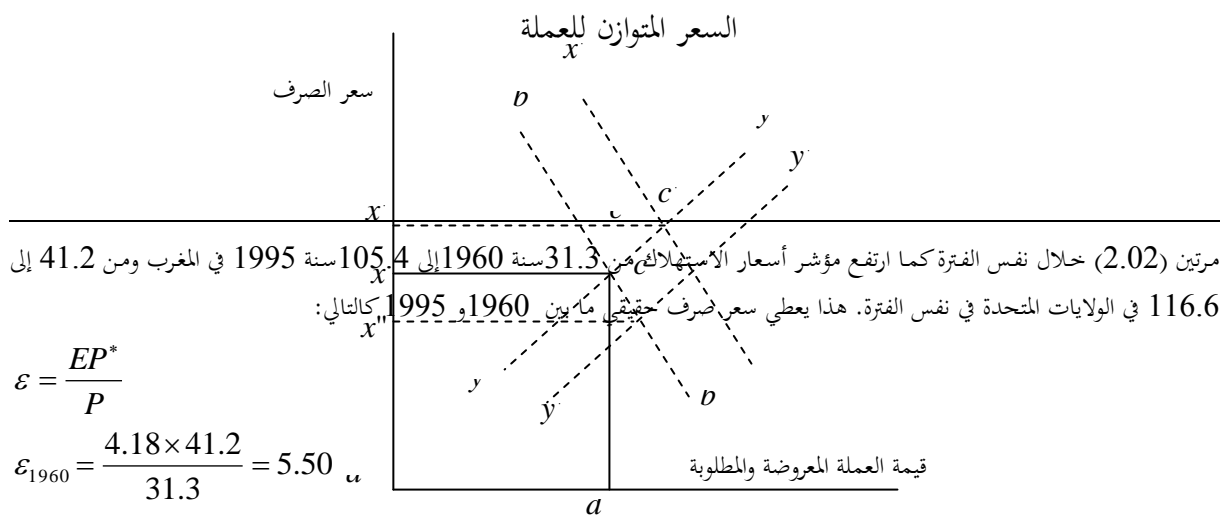 السعر المتوازن للعملة
x'
سعر الصرف
b
y
y'
c'
x'
مرتين (2.02) خلال نفس الفترة كما ارتفع مؤشر أسعار الاستهلاك من 31.3 سنة 1960 إلى 105.4 سنة 1995 في المغرب ومن 41.2 إلى
x
c
116.6 في الولايات المتحدة في نفس الفترة. هذا يعطي سعر صرف حقيقي ما بين 1960 و 1995 كالتالي:
x''
ε = EP* / P
y
y'
b
ε1960 = 4.18×41.2 / 31.3 = 5.50
قيمة العملة المعروضة والمطلوبة
a